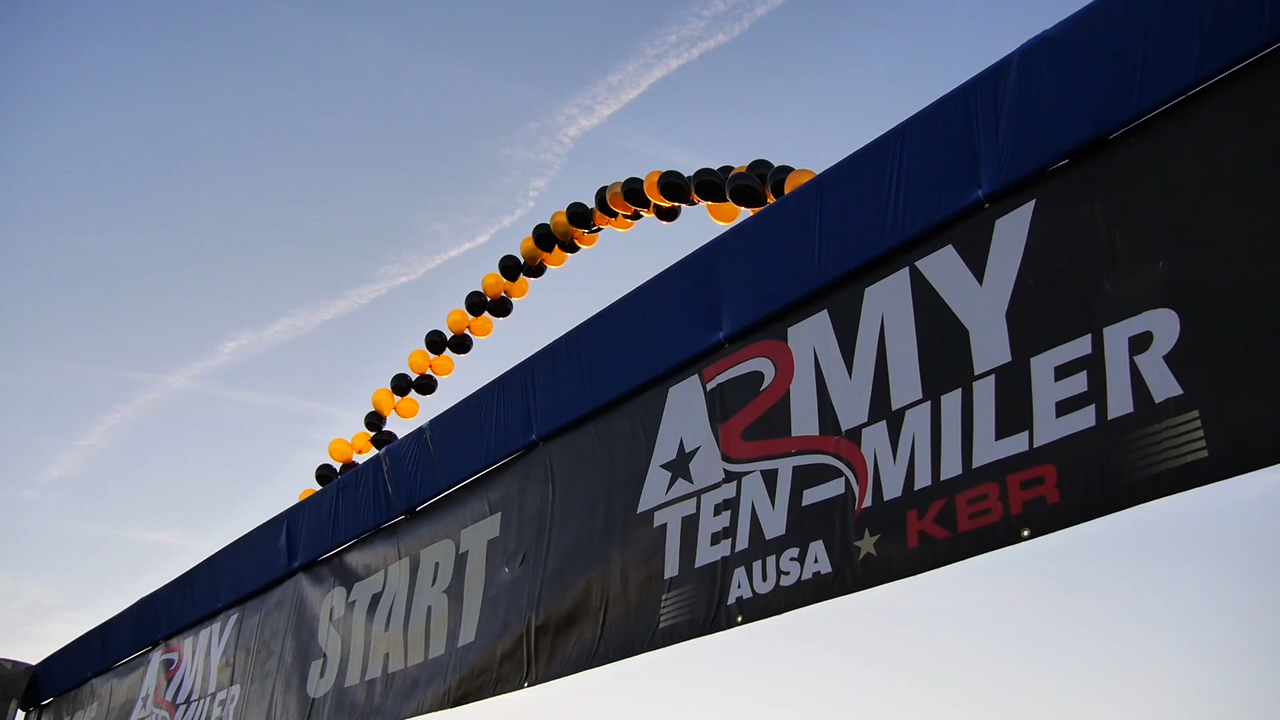 ARMY
TEN-MILER
AUSA ★ KBR
START
ARMY
MILER